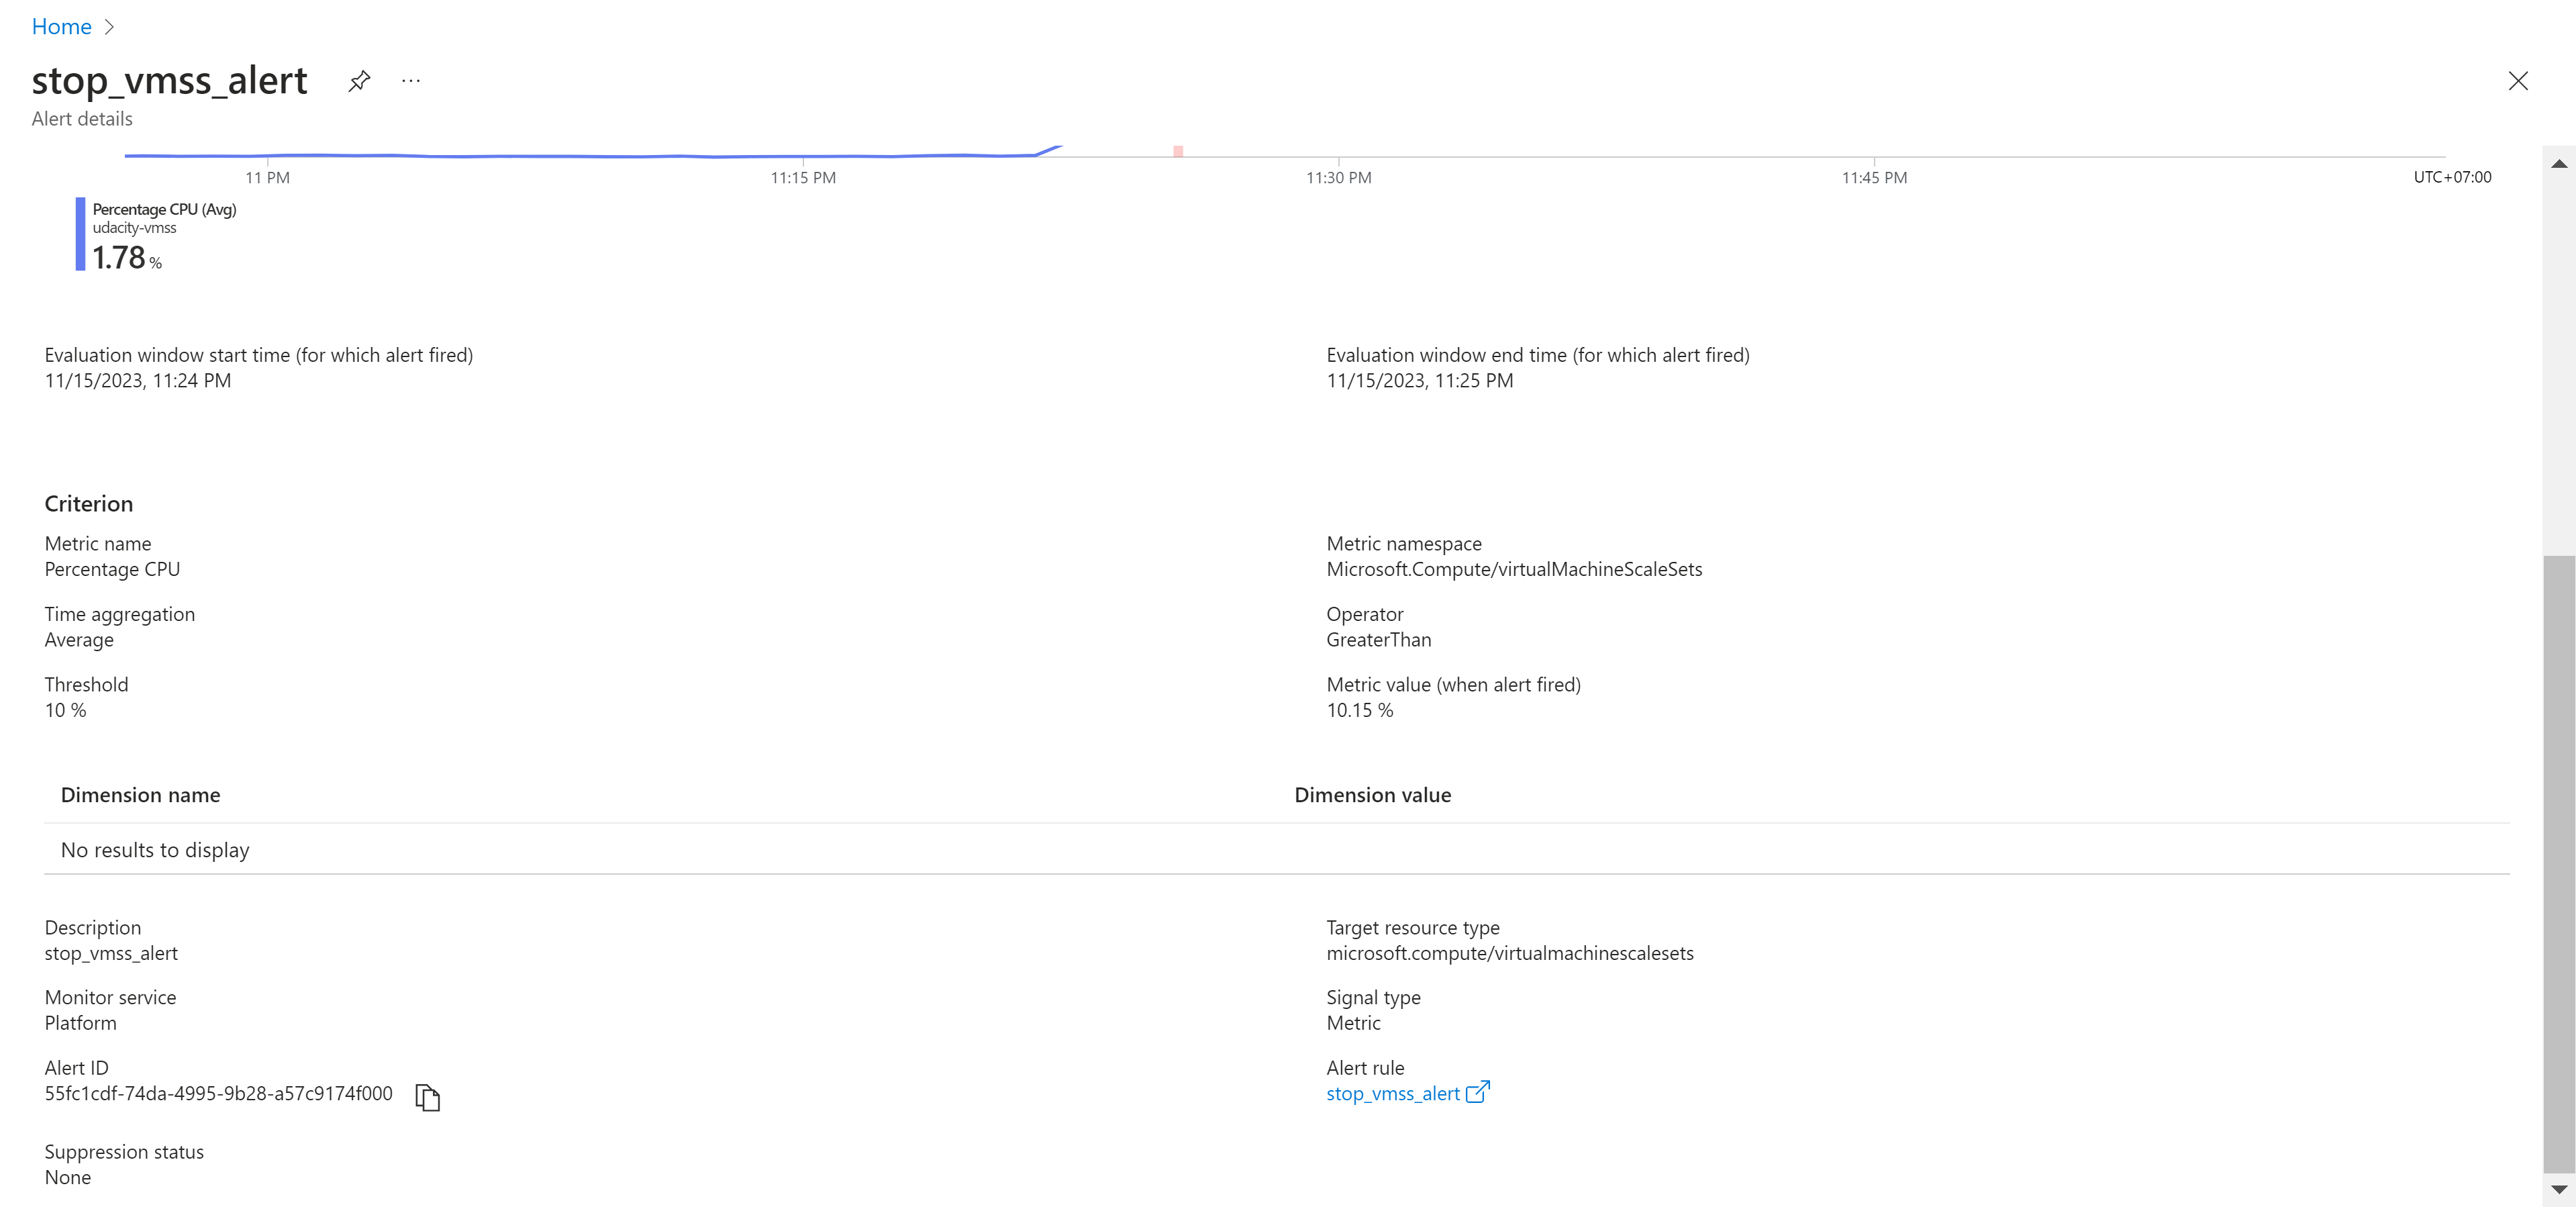 Home
stop_vmss_alert
Alert details
11 PM 11:15 PM 11:30 PM 11:45 PM UTC+07:00
Percentage CPU (Avg)
udacity-vmss
1.78 %
Evaluation window start time (for which alert fired)
11/15/2023, 11:24 PM
Evaluation window end time (for which alert fired)
11/15/2023, 11:25 PM
Criterion
Metric name
Percentage CPU
Metric namespace
Microsoft.Compute/virtualMachineScaleSets
Time aggregation
Average
Operator
GreaterThan
Threshold
10 %
Metric value (when alert fired)
10.15 %
Dimension name Dimension value
No results to display
Description
stop_vmss_alert
Target resource type
microsoft.compute/virtualmachinescalesets
Monitor service
Platform
Signal type
Metric
Alert ID
55fc1cdf-74da-4995-9b28-a57c9174f000
Alert rule
stop_vmss_alert
Suppression status
None